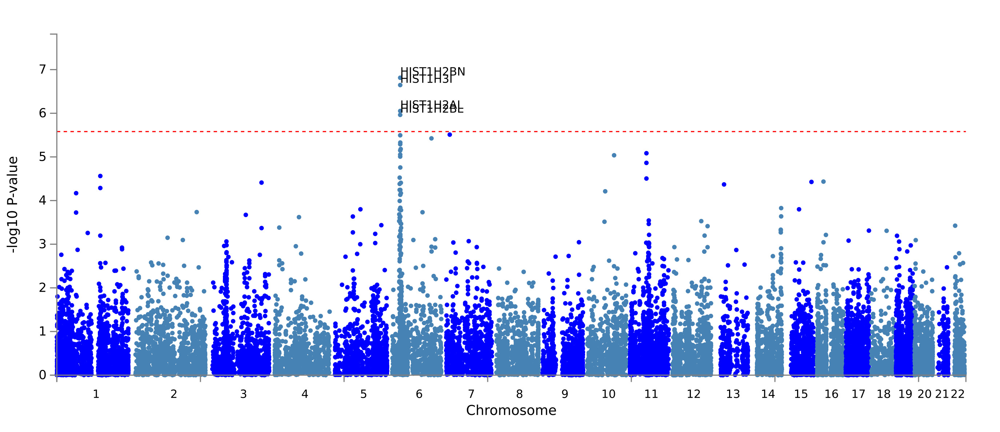 7
HIST1H2BN
HIST1H3I
HIST1H2AL
HIST1H2BL
6
5
4
3
2
1
0
-log10 P-value
1 2 3 4 5 6 7 8 9 10 11 12 13 14 15 16 17 18 19 20 21 22
Chromosome